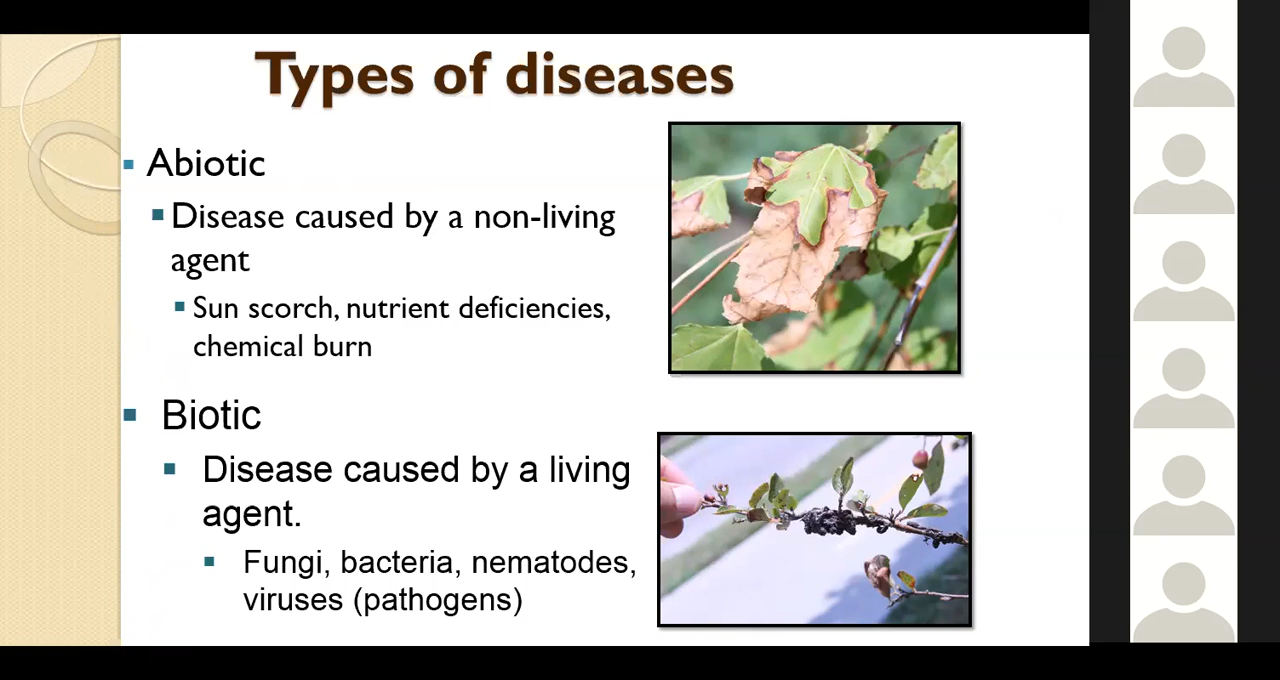 Types of diseases
Abiotic
Disease caused by a non-living
agent
Sun scorch, nutrient deficiencies,
chemical burn
Biotic
Disease caused by a living
agent.
Fungi, bacteria, nematodes,
viruses (pathogens)